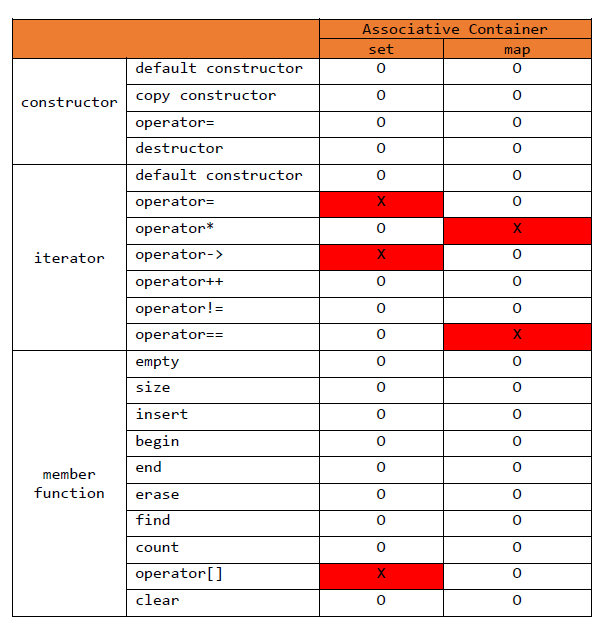 Associative Container
set map
constructor
default constructor O O
copy constructor O O
operator= O O
destructor O O
iterator
default constructor O O
operator= X O
operator* O X
operator-> X O
operator++ O O
operator!= O O
operator== O X
member
function
empty O O
size O O
insert O O
begin O O
end O O
erase O O
find O O
count O O
operator[] X O
clear O O